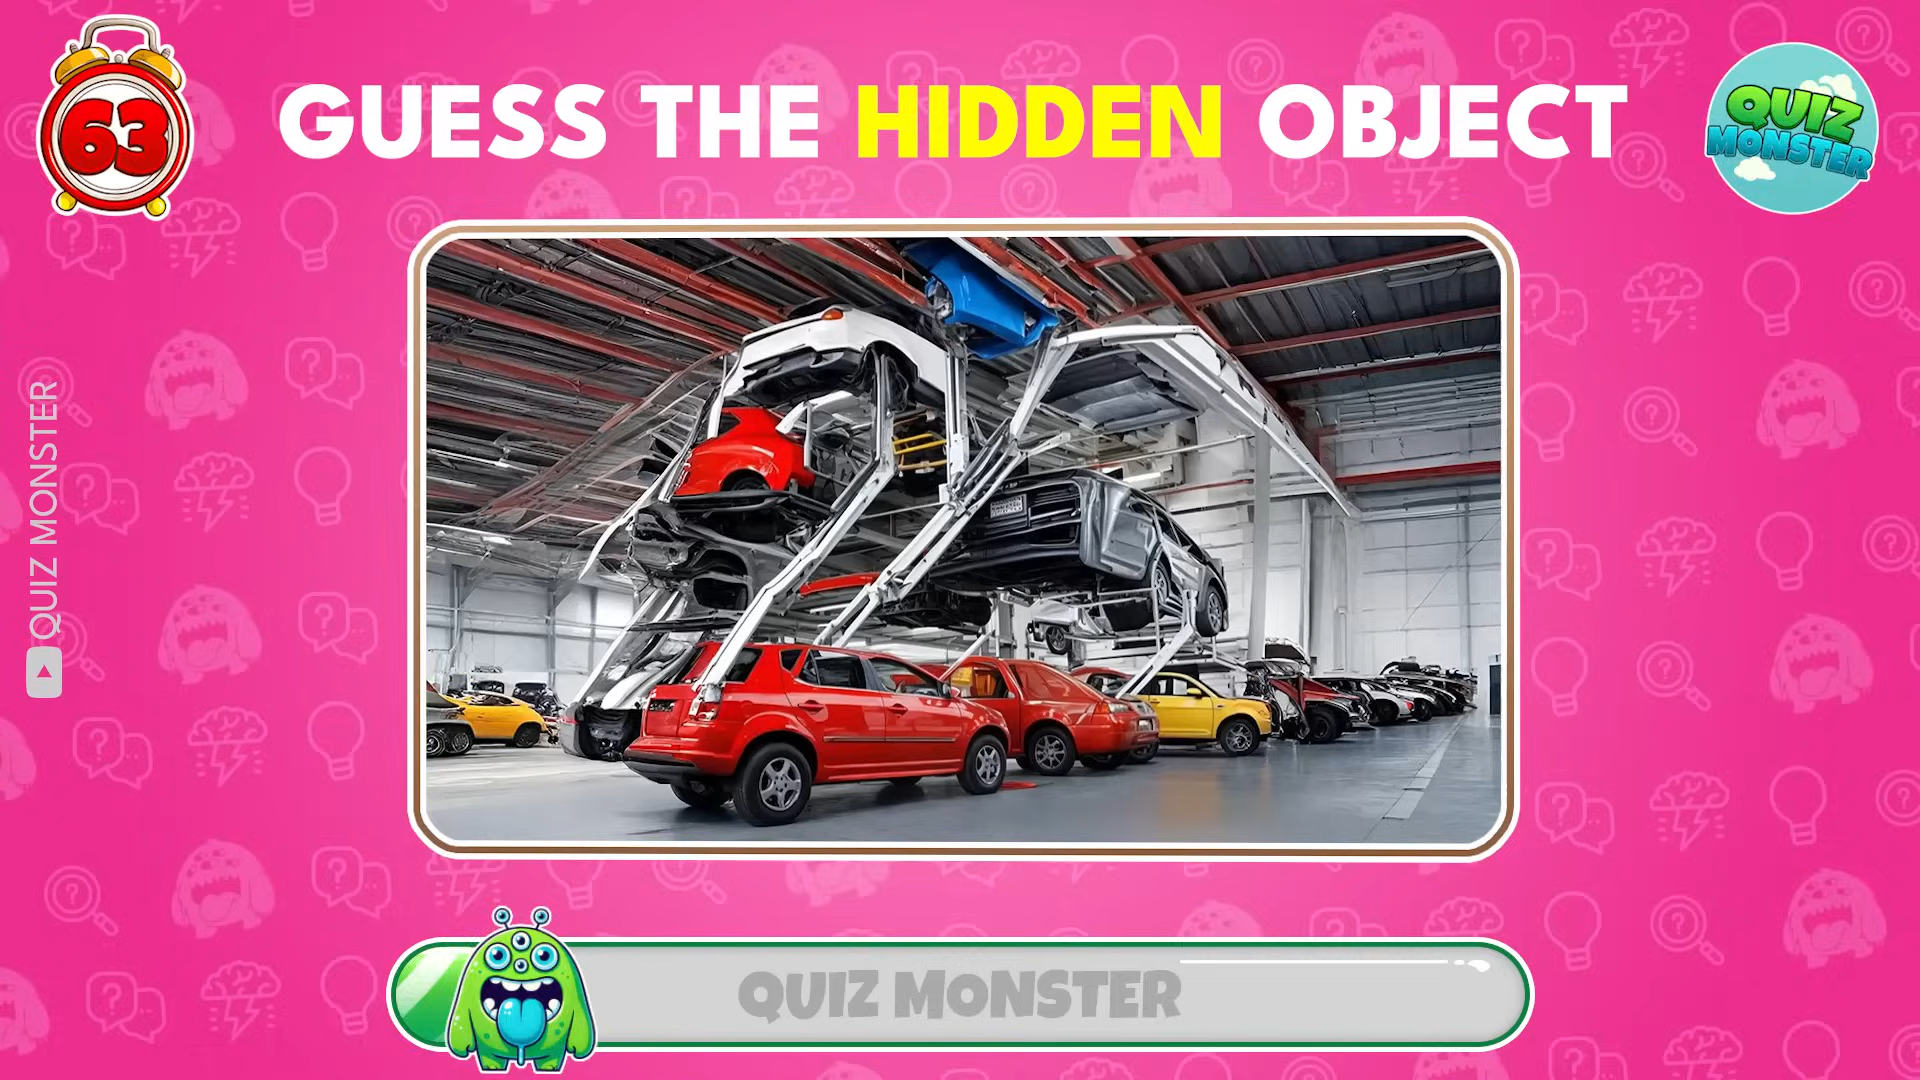 63
GUESS THE HIDDEN OBJECT
QUIZ
MONSTER
QUIZ MONSTER
QUIZ MONSTER